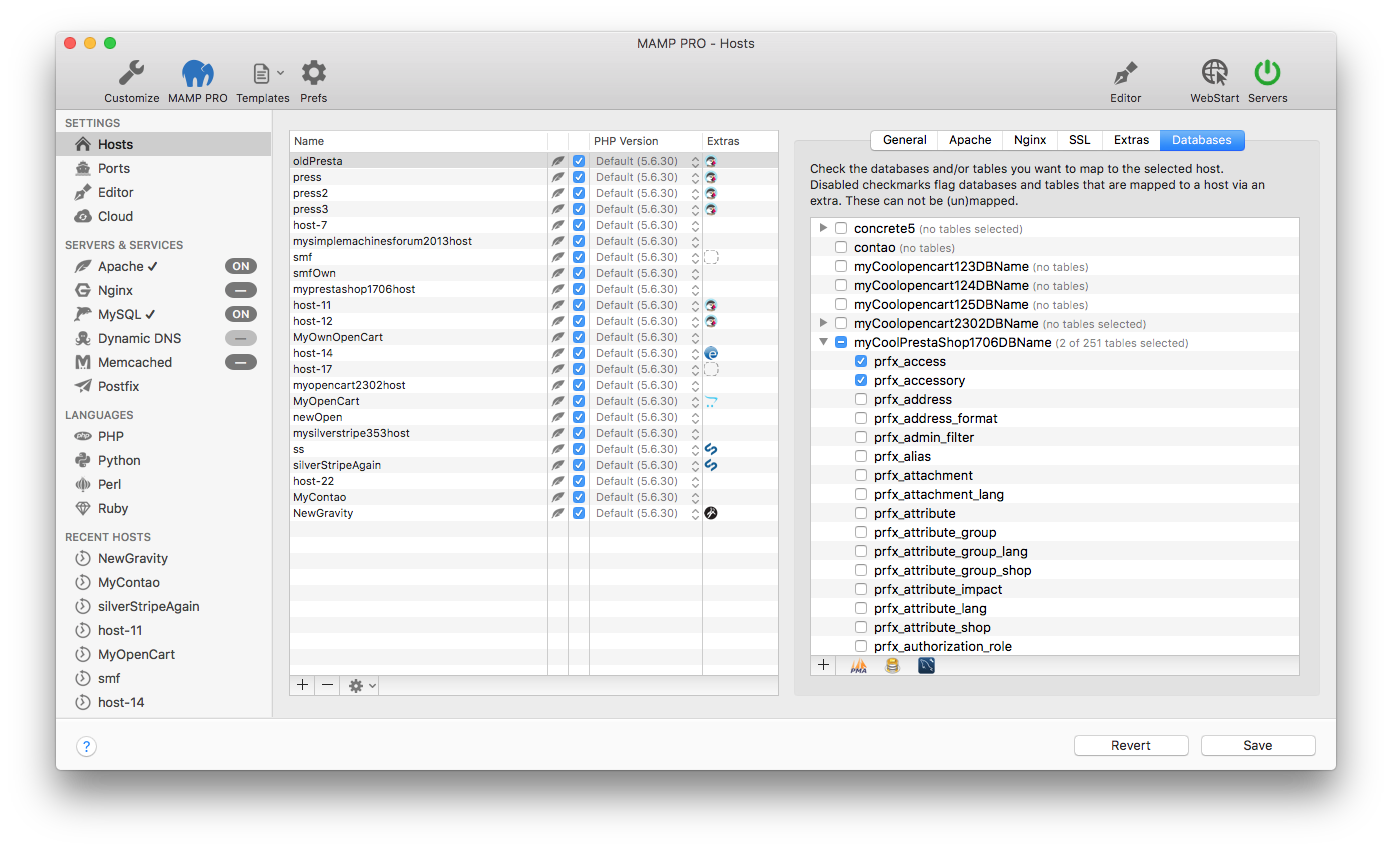 MAMP PRO - Hosts
Customize
MAMP PRO
Templates
Prefs
Editor
WebStart
Servers
SETTINGS
Hosts
Ports
Editor
Cloud
SERVERS & SERVICES
Apache ✓ ON
Nginx —
MySQL ✓ ON
Dynamic DNS —
Memcached —
Postfix
LANGUAGES
php PHP
Python
Perl
Ruby
RECENT HOSTS
NewGravity
MyContao
silverStripeAgain
host-11
MyOpenCart
smf
host-14
Name PHP Version Extras
oldPresta Default (5.6.30)
press Default (5.6.30)
press2 Default (5.6.30)
press3 Default (5.6.30)
host-7 Default (5.6.30)
mysimplemachinesforum2013host Default (5.6.30)
smf Default (5.6.30)
smfOwn Default (5.6.30)
myprestashop1706host Default (5.6.30)
host-11 Default (5.6.30)
host-12 Default (5.6.30)
MyOwnOpenCart Default (5.6.30)
host-14 Default (5.6.30)
host-17 Default (5.6.30)
myopencart2302host Default (5.6.30)
MyOpenCart Default (5.6.30)
newOpen Default (5.6.30)
mysilverstripe353host Default (5.6.30)
ss Default (5.6.30)
silverStripeAgain Default (5.6.30)
host-22 Default (5.6.30)
MyContao Default (5.6.30)
NewGravity Default (5.6.30)
+ −
General Apache Nginx SSL Extras Databases
Check the databases and/or tables you want to map to the selected host.
Disabled checkmarks flag databases and tables that are mapped to a host via an
extra. These can not be (un)mapped.
concrete5 (no tables selected)
contao (no tables)
myCoolopencart123DBName (no tables)
myCoolopencart124DBName (no tables)
myCoolopencart125DBName (no tables)
myCoolopencart2302DBName (no tables selected)
myCoolPrestaShop1706DBName (2 of 251 tables selected)
prfx_access
prfx_accessory
prfx_address
prfx_address_format
prfx_admin_filter
prfx_alias
prfx_attachment
prfx_attachment_lang
prfx_attribute
prfx_attribute_group
prfx_attribute_group_lang
prfx_attribute_group_shop
prfx_attribute_impact
prfx_attribute_lang
prfx_attribute_shop
prfx_authorization_role
+ PMA
?
Revert
Save